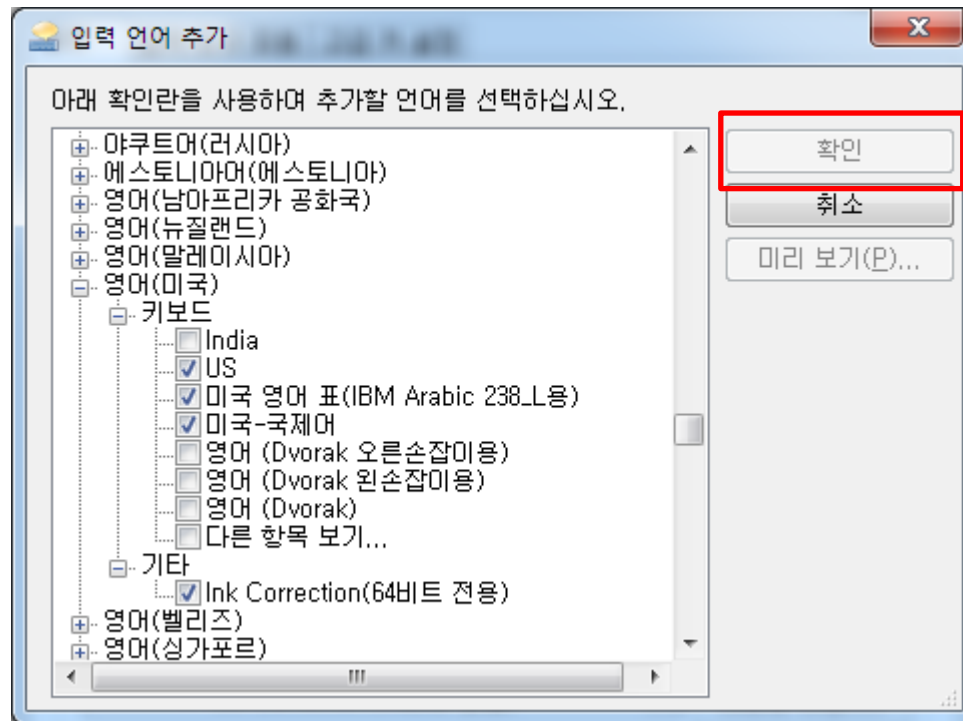 입력 언어 추가
아래 확인란을 사용하여 추가할 언어를 선택하십시오.
야쿠트어(러시아)
에스토니아어(에스토니아)
영어(남아프리카 공화국)
영어(뉴질랜드)
영어(말레이시아)
영어(미국)
키보드
India
US
미국 영어 표(IBM Arabic 238_L용)
미국-국제어
영어 (Dvorak 오른손잡이용)
영어 (Dvorak 왼손잡이용)
영어 (Dvorak)
다른 항목 보기...
기타
Ink Correction(64비트 전용)
영어(벨리즈)
영어(싱가포르)
확인
취소
미리 보기(P)...